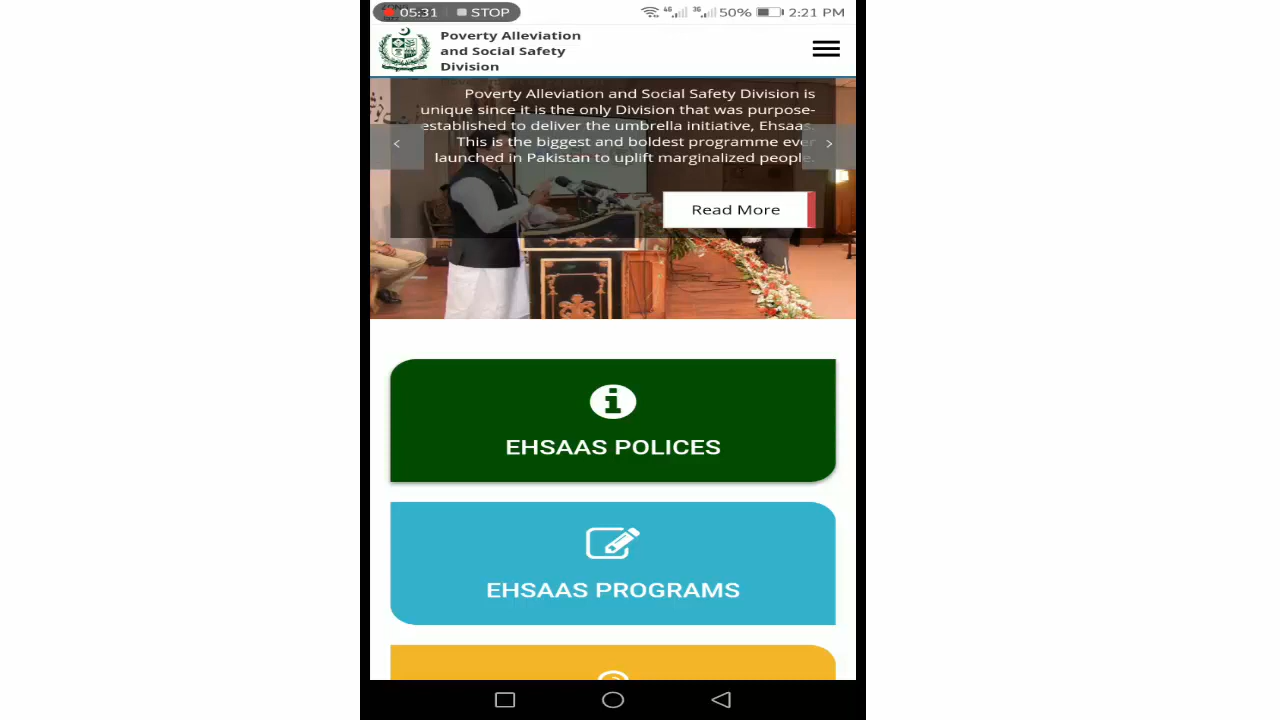 05:31 STOP 4G 3G 50% 2:21 PM
Poverty Alleviation
and Social Safety
Division
Poverty Alleviation and Social Safety Division is
unique since it is the only Division that was purpose-
established to deliver the umbrella initiative, Ehsaas.
This is the biggest and boldest programme ever
launched in Pakistan to uplift marginalized people.
Read More
EHSAAS POLICES
EHSAAS PROGRAMS